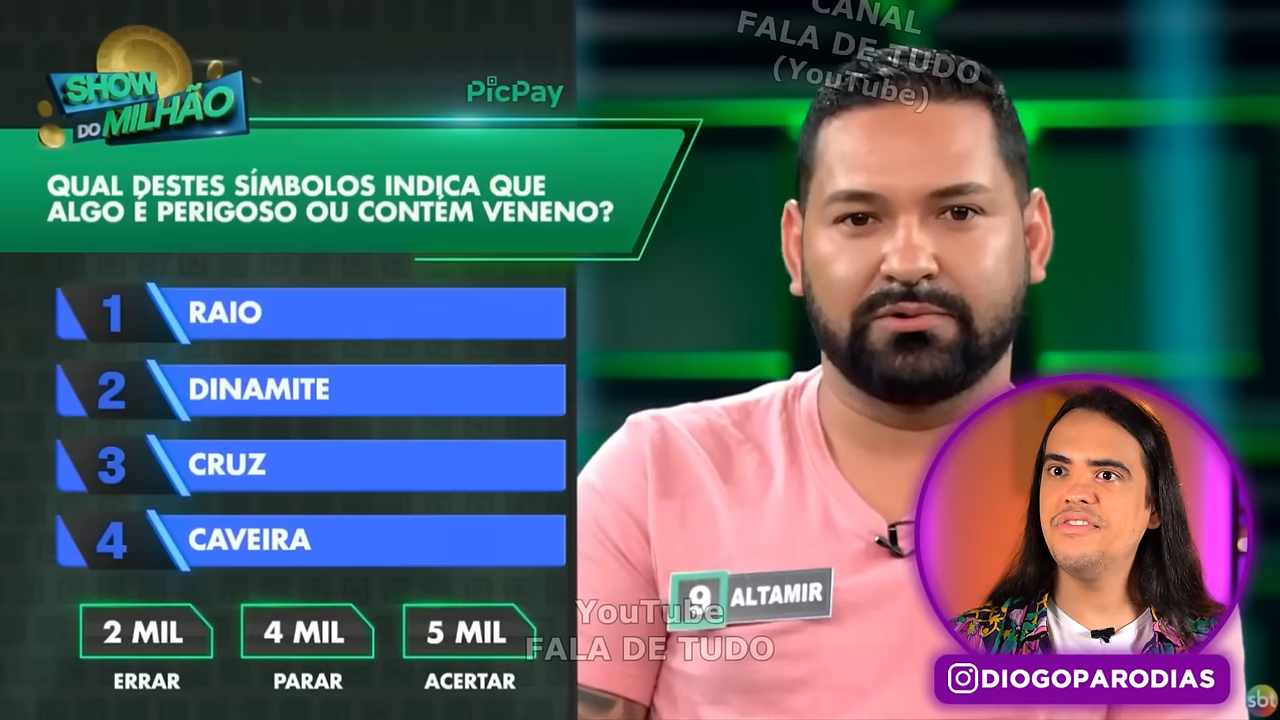 CANAL
FALA DE TUDO
(YouTube)
SHOW
DO MILHÃO
PicPay
QUAL DESTES SÍMBOLOS INDICA QUE
ALGO É PERIGOSO OU CONTÉM VENENO?
1 RAIO
2 DINAMITE
3 CRUZ
4 CAVEIRA
2 MIL
4 MIL
5 MIL
ERRAR
PARAR
ACERTAR
9 ALTAMIR
YouTube
FALA DE TUDO
DIOGOPARODIAS
sbt